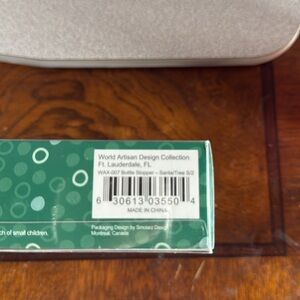 World Artisan Design Collection
Ft. Lauderdale, FL
WAX-007 Bottle Stopper - Santa/Tree S/2
6 30613 03550 4
MADE IN CHINA
Packaging Design by Design
Montreal, Canada
ch of small children.